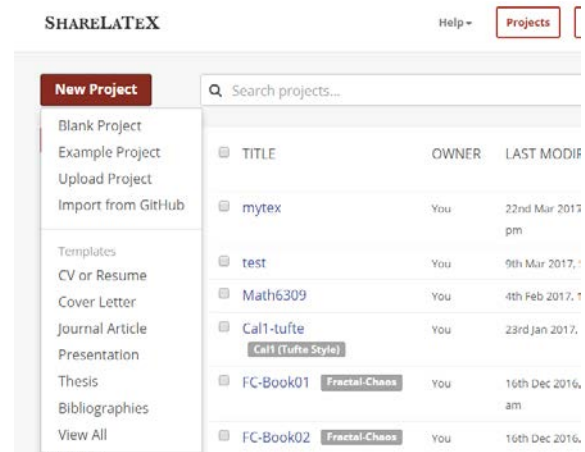 SHARELATEX
Help
Projects
New Project
Search projects...
Blank Project
Example Project
Upload Project
Import from GitHub
Templates
CV or Resume
Cover Letter
Journal Article
Presentation
Thesis
Bibliographies
View All
TITLE OWNER LAST MODIF
mytex You 22nd Mar 2017
pm
test You 9th Mar 2017,
Math6309 You 4th Feb 2017,
Cal1-tufte You 23rd Jan 2017,
Cal1 (Tufte Style)
FC-Book01 Fractal-Chaos You 16th Dec 2016,
am
FC-Book02 Fractal-Chaos You 16th Dec 2016,